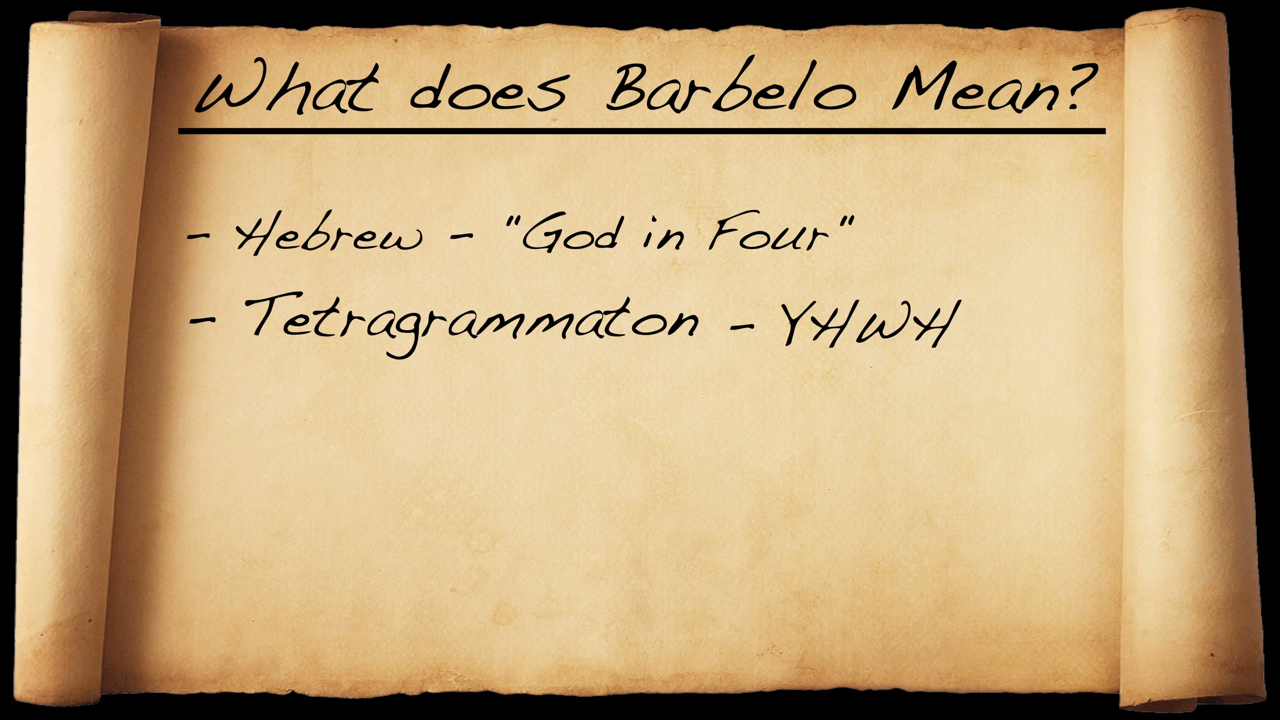 What does Barbelo Mean?
- Hebrew - "God in Four"
- Tetragrammaton - YHWH